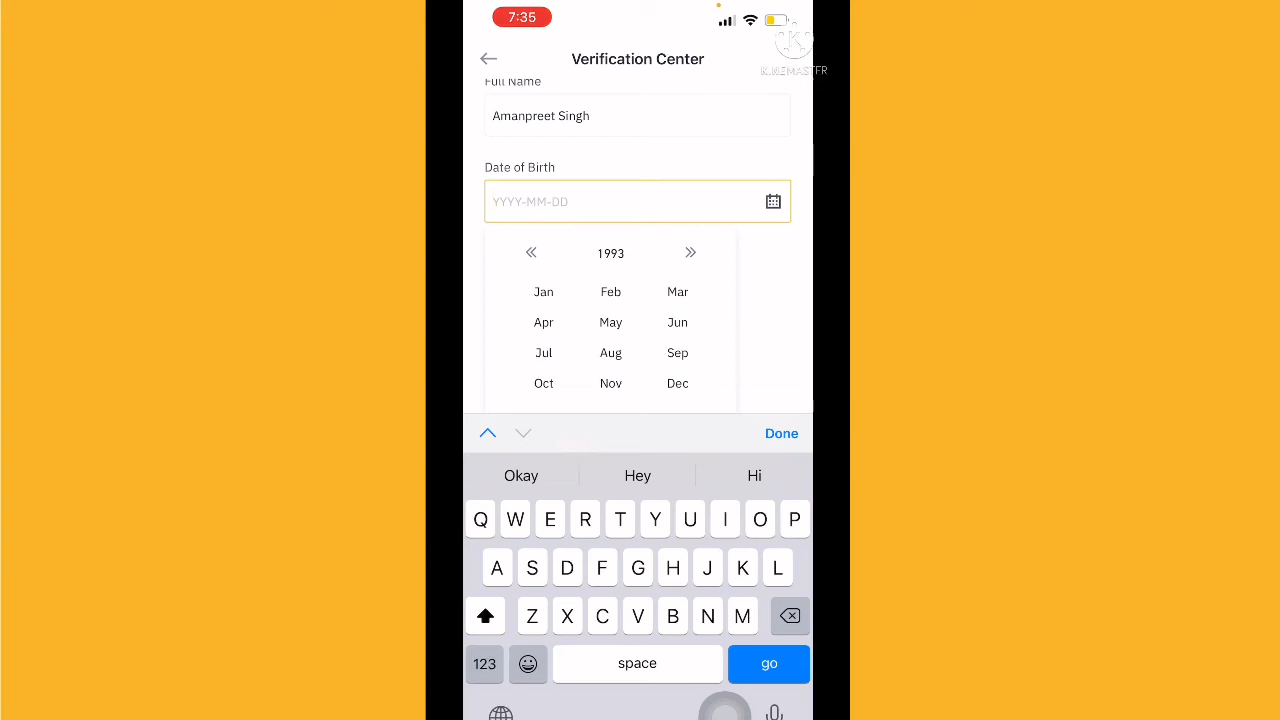 7:35
Verification Center
KINEMASTER
Full Name
Amanpreet Singh
Date of Birth
YYYY-MM-DD
1993
Jan Feb Mar
Apr May Jun
Jul Aug Sep
Oct Nov Dec
Done
Okay Hey Hi
Q W E R T Y U I O P
A S D F G H J K L
Z X C V B N M
123 space go